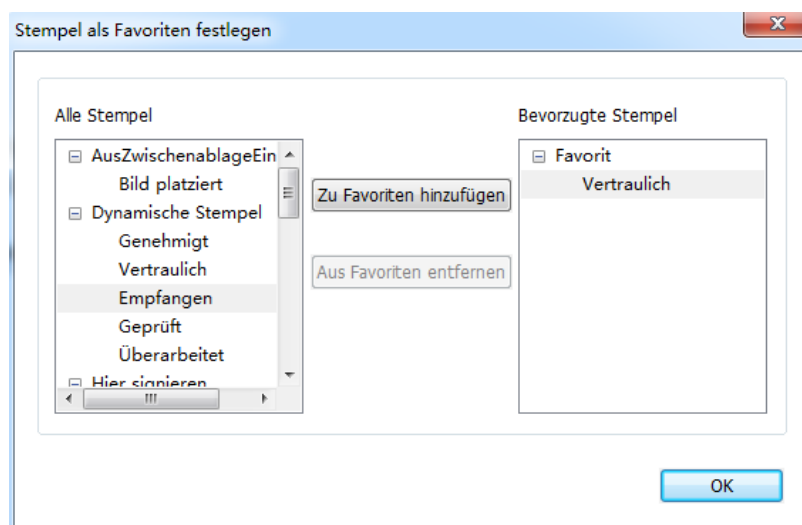 Stempel als Favoriten festlegen
Alle Stempel
AusZwischenablageEin
Bild platziert
Dynamische Stempel
Genehmigt
Vertraulich
Empfangen
Geprüft
Überarbeitet
Hier signieren
Zu Favoriten hinzufügen
Aus Favoriten entfernen
Bevorzugte Stempel
Favorit
Vertraulich
OK